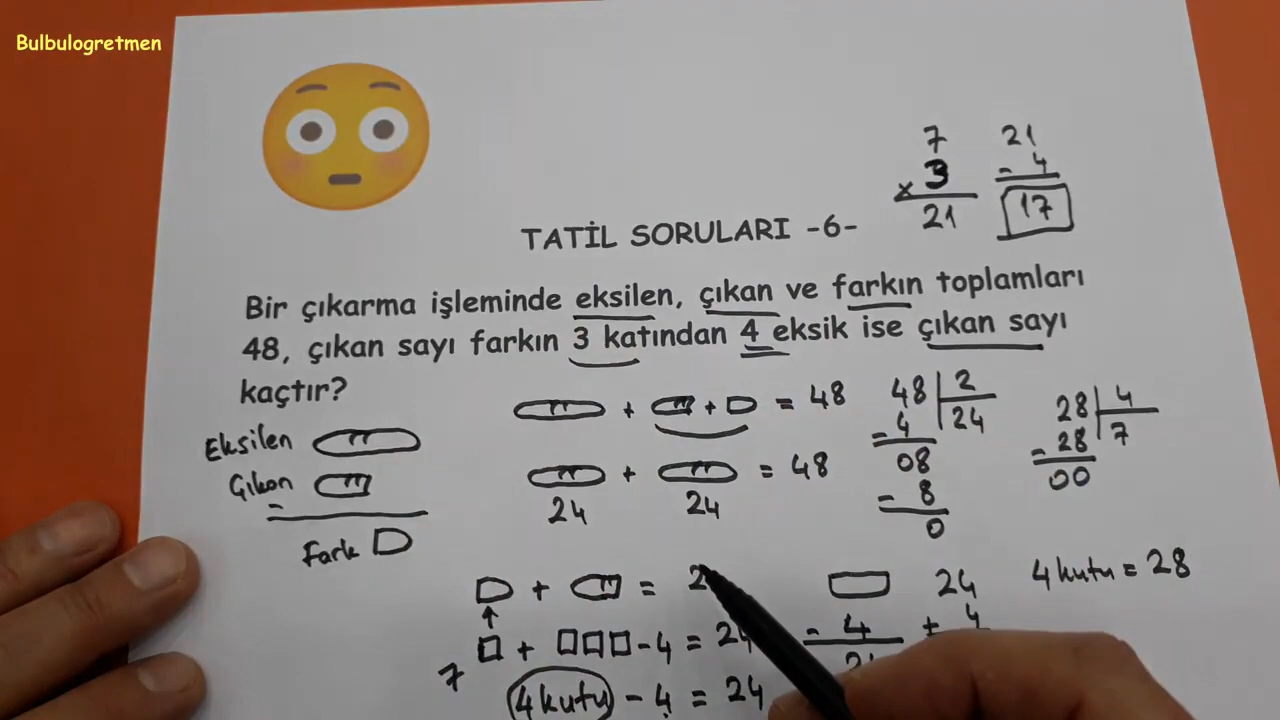 Bulbulogretmen
7
x 3
21
21
- 4
17
TATİL SORULARI -6-
Bir çıkarma işleminde eksilen, çıkan ve farkın toplamları
48, çıkan sayı farkın 3 katından 4 eksik ise çıkan sayı
kaçtır?
Eksilen
Çıkan
-
Fark
+ + = 48
+ = 48
24 24
48 2
- 4 24
08
- 8
0
28 4
- 28 7
00
+ =
+ - 4 = 24
7
4 kutu - 4 = 24
- 4
24
+ 4
4 kutu = 28